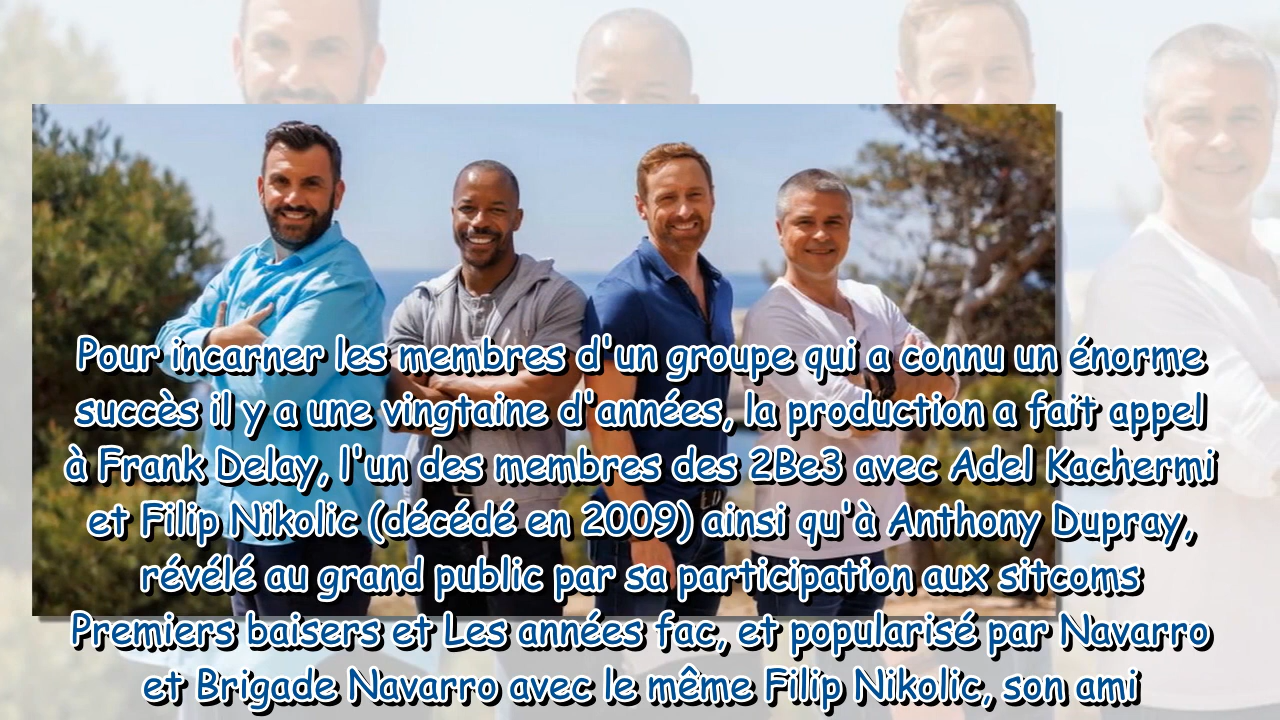 Pour incarner les membres d'un groupe qui a connu un énorme
succès il y a une vingtaine d'années, la production a fait appel
à Frank Delay, l'un des membres des 2Be3 avec Adel Kachermi
et Filip Nikolic (décédé en 2009) ainsi qu'à Anthony Dupray,
révélé au grand public par sa participation aux sitcoms
Premiers baisers et Les années fac, et popularisé par Navarro
et Brigade Navarro avec le même Filip Nikolic, son ami